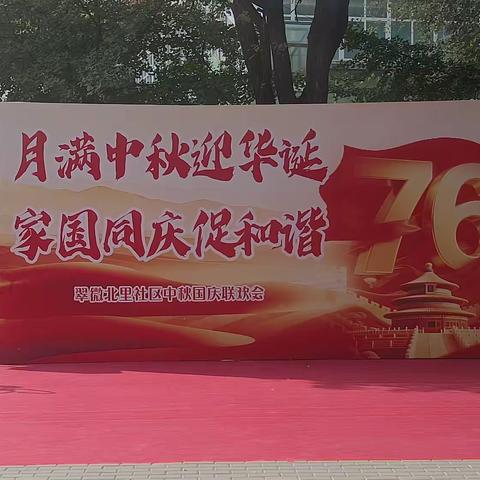 月满中秋迎华诞
家国同庆促和谐
翠微北里社区中秋国庆联欢会
76